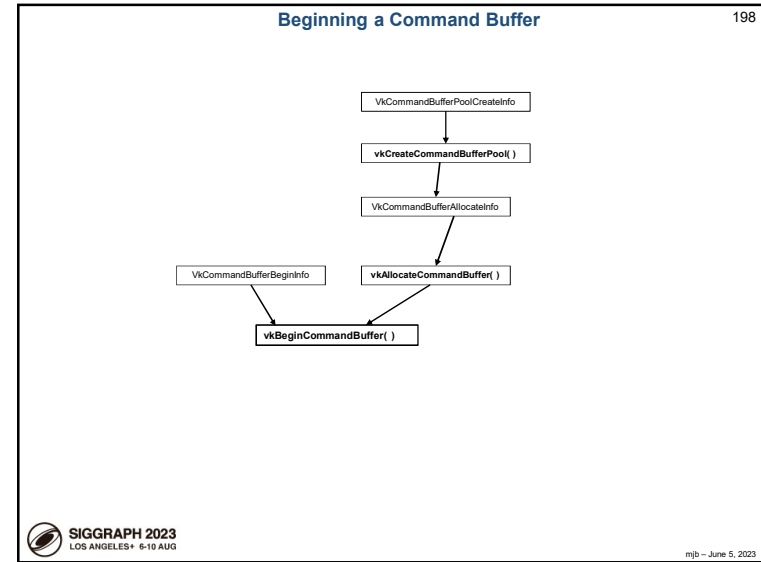 Beginning a Command Buffer
198
VkCommandBufferPoolCreateInfo
vkCreateCommandBufferPool( )
VkCommandBufferAllocateInfo
VkCommandBufferBeginInfo
vkAllocateCommandBuffer( )
vkBeginCommandBuffer( )
SIGGRAPH 2023
LOS ANGELES+ 6-10 AUG
mjb – June 5, 2023